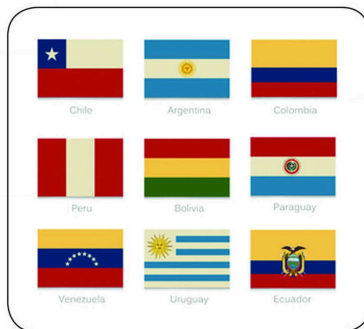 Chile Argentina Colombia
Peru Bolivia Paraguay
Venezuela Uruguay Ecuador